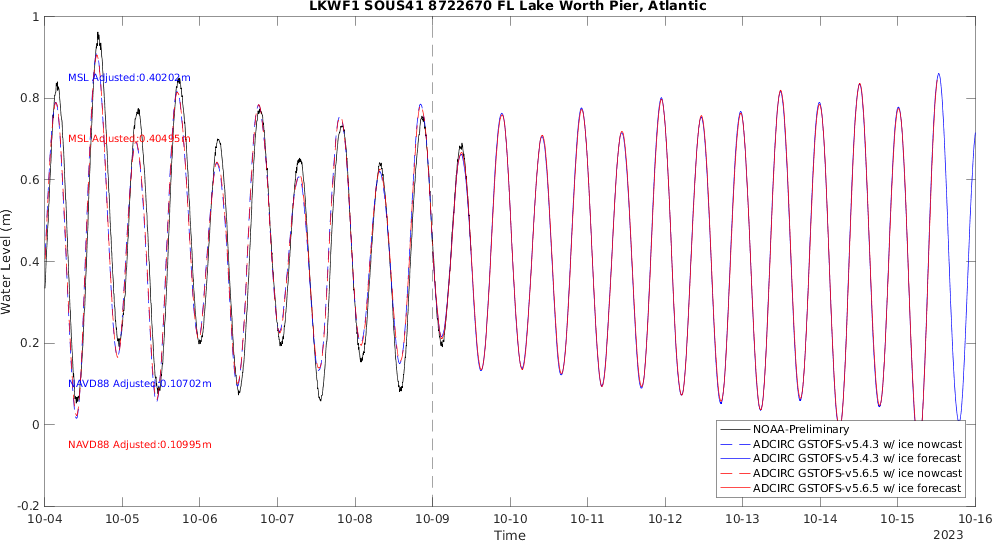 LKWF1 SOUS41 8722670 FL Lake Worth Pier, Atlantic
1
0.8
0.6
0.4
0.2
0
-0.2
Water Level (m)
MSL Adjusted:0.40202m
MSL Adjusted:0.40495m
NAVD88 Adjusted:0.10702m
NAVD88 Adjusted:0.10995m
NOAA-Preliminary
ADCIRC GSTOFS-v5.4.3 w/ ice nowcast
ADCIRC GSTOFS-v5.4.3 w/ ice forecast
ADCIRC GSTOFS-v5.6.5 w/ ice nowcast
ADCIRC GSTOFS-v5.6.5 w/ ice forecast
10-04 10-05 10-06 10-07 10-08 10-09 10-10 10-11 10-12 10-13 10-14 10-15 10-16
Time
2023